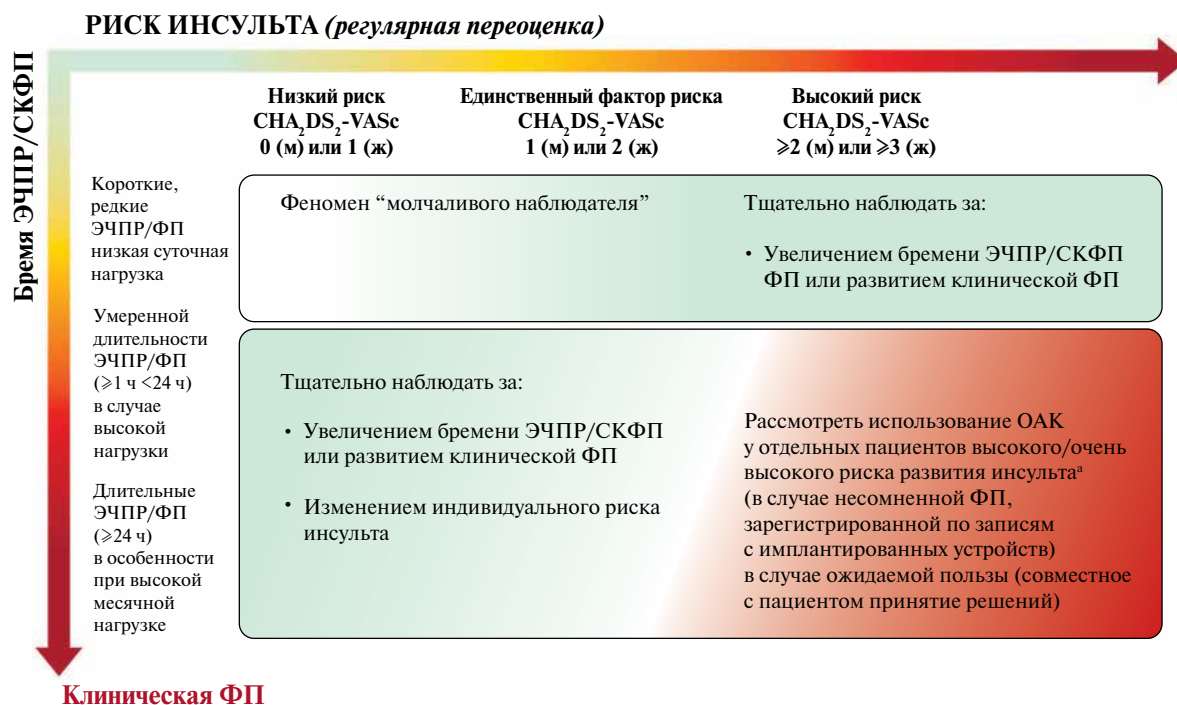 РИСК ИНСУЛЬТА (регулярная переоценка)
Бремя ЭЧПР/СКФП
Низкий риск
CHA₂DS₂-VASc
0 (м) или 1 (ж)
Единственный фактор риска
CHA₂DS₂-VASc
1 (м) или 2 (ж)
Высокий риск
CHA₂DS₂-VASc
⩾2 (м) или ⩾3 (ж)
Короткие,
редкие
ЭЧПР/ФП
низкая суточная
нагрузка
Феномен “молчаливого наблюдателя”
Тщательно наблюдать за:
• Увеличением бремени ЭЧПР/СКФП
ФП или развитием клинической ФП
Умеренной
длительности
ЭЧПР/ФП
(⩾1 ч <24 ч)
в случае
высокой
нагрузки
Длительные
ЭЧПР/ФП
(⩾24 ч)
в особенности
при высокой
месячной
нагрузке
Тщательно наблюдать за:
• Увеличением бремени ЭЧПР/СКФП
или развитием клинической ФП
• Изменением индивидуального риска
инсульта
Рассмотреть использование ОАК
у отдельных пациентов высокого/очень
высокого риска развития инсультаᵃ
(в случае несомненной ФП,
зарегистрированной по записям
с имплантированных устройств)
в случае ожидаемой пользы (совместное
с пациентом принятие решений)
Клиническая ФП